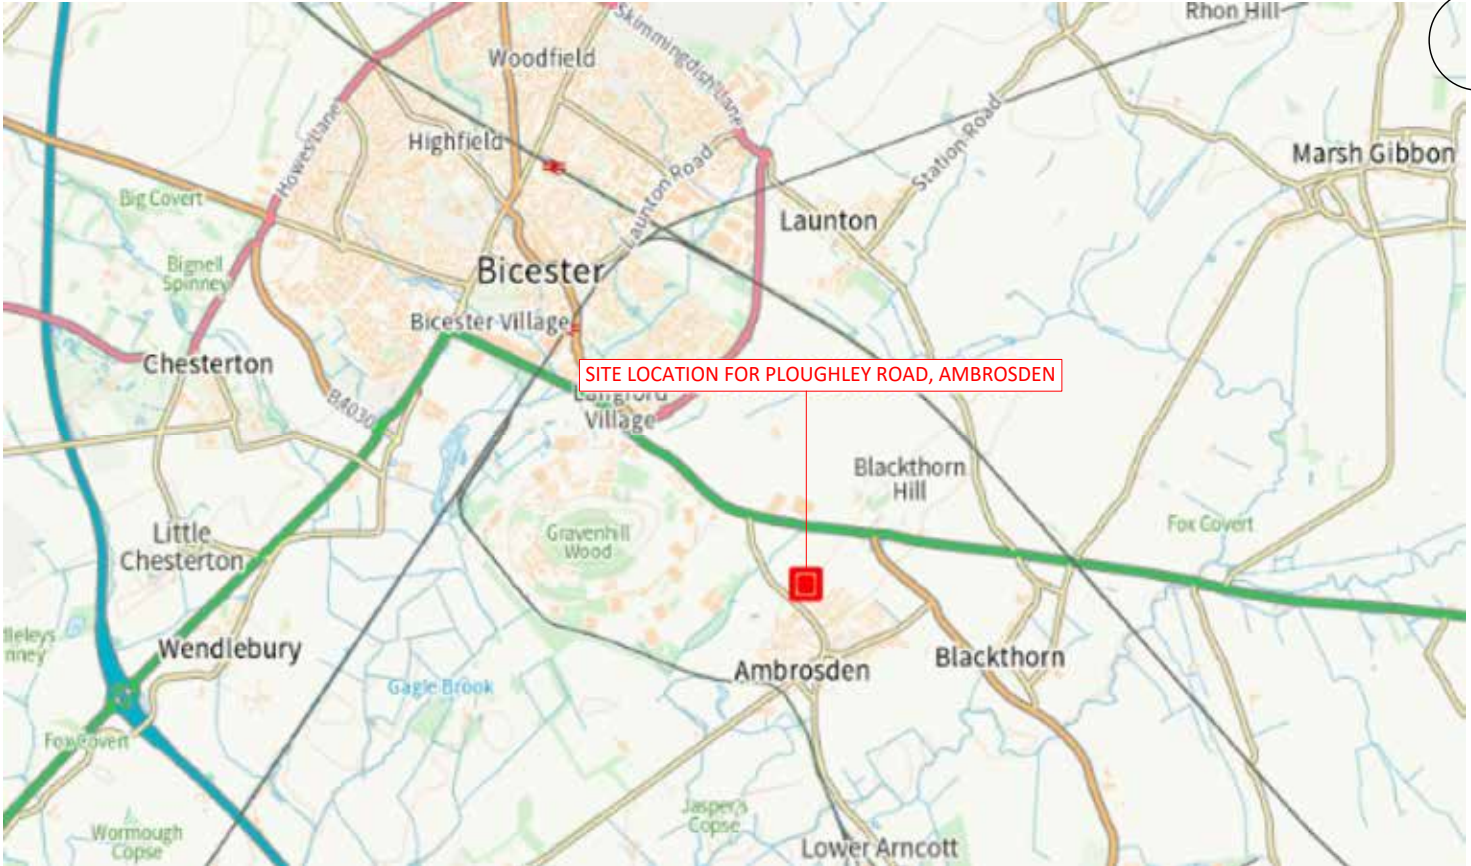 Rhon Hill
Skimmingdish Lane
Woodfield
Highfield
Howes Lane
Launton Road
Station Road
Marsh Gibbon
Big Covert
Launton
Bignell
Spinney
Bicester
Bicester Village
Chesterton
SITE LOCATION FOR PLOUGHLEY ROAD, AMBROSDEN
Langford
Village
B4030
Blackthorn
Hill
Little
Chesterton
Gravenhill
Wood
Fox Covert
Wendlebury
Ambrosden
Blackthorn
Gagle Brook
Fox Covert
Jasper's
Copse
Wormough
Copse
Lower Arncott